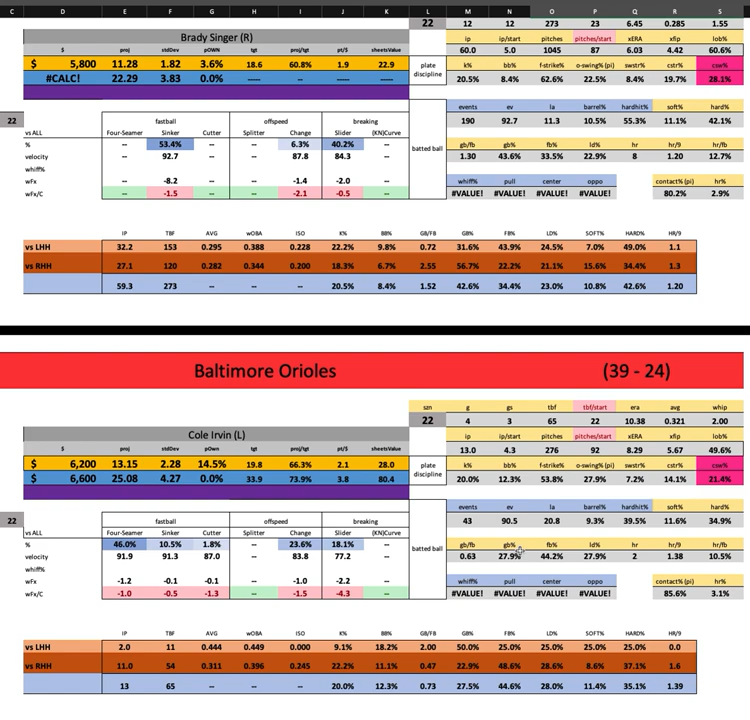 C D E F G H I J K L M N O P Q R S
22 12 12 273 23 6.45 0.285 1.55
Brady Singer (R) ip ip/start pitches pitches/start xERA xfip lob%
$ proj stdDev pOWN tgt proj/tgt pt/$ sheetsValue 60.0 5.0 1045 87 6.03 4.42 60.6%
$ 5,800 11.28 1.82 3.6% 18.6 60.8% 1.9 22.9 plate discipline k% bb% f-strike% o-swing% (pi) swstr% cstr% csw%
#CALC! 22.29 3.83 0.0% ---- -- ---- ---- 20.5% 8.4% 62.6% 22.5% 8.4% 19.7% 28.1%
events ev la barrel% hardhit% soft% hard%
22 fastball offspeed breaking 190 92.7 11.3 10.5% 55.3% 11.1% 42.1%
vs ALL Four-Seamer Sinker Cutter Splitter Change Slider (KN)Curve batted ball
% -- 53.4% -- -- 6.3% 40.2% -- gb/fb gb% fb% ld% hr hr/9 hr/fb
velocity -- 92.7 -- -- 87.8 84.3 -- 1.30 43.6% 33.5% 22.9% 8 1.20 12.7%
whiff%
wFx -- -8.2 -- -- -1.4 -2.0 -- whiff% pull center oppo contact% (pi) hr%
wFx/C -- -1.5 -- -- -2.1 -0.5 -- #VALUE! #VALUE! #VALUE! #VALUE! 80.2% 2.9%
IP TBF AVG wOBA ISO K% BB% GB/FB GB% FB% LD% SOFT% HARD% HR/9
vs LHH 32.2 153 0.295 0.388 0.228 22.2% 9.8% 0.72 31.6% 43.9% 24.5% 7.0% 49.0% 1.1
vs RHH 27.1 120 0.282 0.344 0.200 18.3% 6.7% 2.55 56.7% 22.2% 21.1% 15.6% 34.4% 1.3
59.3 273 -- -- -- 20.5% 8.4% 1.52 42.6% 34.4% 23.0% 10.8% 42.6% 1.20
Baltimore Orioles (39 - 24)
szn g gs tbf tbf/start era avg whip
22 4 3 65 22 10.38 0.321 2.00
Cole Irvin (L) ip ip/start pitches pitches/start xERA xfip lob%
$ proj stdDev pOwn tgt proj/tgt pt/$ sheetsValue 13.0 4.3 276 92 8.29 5.67 49.6%
$ 6,200 13.15 2.28 14.5% 19.8 66.3% 2.1 28.0 plate discipline k% bb% f-strike% o-swing% (pi) swstr% cstr% csw%
$ 6,600 25.08 4.27 0.0% 33.9 73.9% 3.8 80.4 20.0% 12.3% 53.8% 27.9% 7.2% 14.1% 21.4%
events ev la barrel% hardhit% soft% hard%
22 fastball offspeed breaking 43 90.5 20.8 9.3% 39.5% 11.6% 34.9%
vs ALL Four-Seamer Sinker Cutter Splitter Change Slider (KN)Curve batted ball
% 46.0% 10.5% 1.8% -- 23.6% 18.1% -- gb/fb gb% fb% ld% hr hr/9 hr/fb
velocity 91.9 91.3 87.0 -- 83.8 77.2 -- 0.63 27.9% 44.2% 27.9% 2 1.38 10.5%
whiff%
wFx -1.2 -0.1 -0.1 -- -1.0 -2.2 -- whiff% pull center oppo contact% (pi) hr%
wFx/C -1.0 -0.5 -1.3 -- -1.5 -4.3 -- #VALUE! #VALUE! #VALUE! #VALUE! 85.6% 3.1%
IP TBF AVG wOBA ISO K% BB% GB/FB GB% FB% LD% SOFT% HARD% HR/9
vs LHH 2.0 11 0.444 0.449 0.000 9.1% 18.2% 2.00 50.0% 25.0% 25.0% 25.0% 25.0% 0.0
vs RHH 11.0 54 0.311 0.396 0.245 22.2% 11.1% 0.47 22.9% 48.6% 28.6% 8.6% 37.1% 1.6
13 65 -- -- -- 20.0% 12.3% 0.73 27.5% 44.6% 28.0% 11.4% 35.1% 1.39